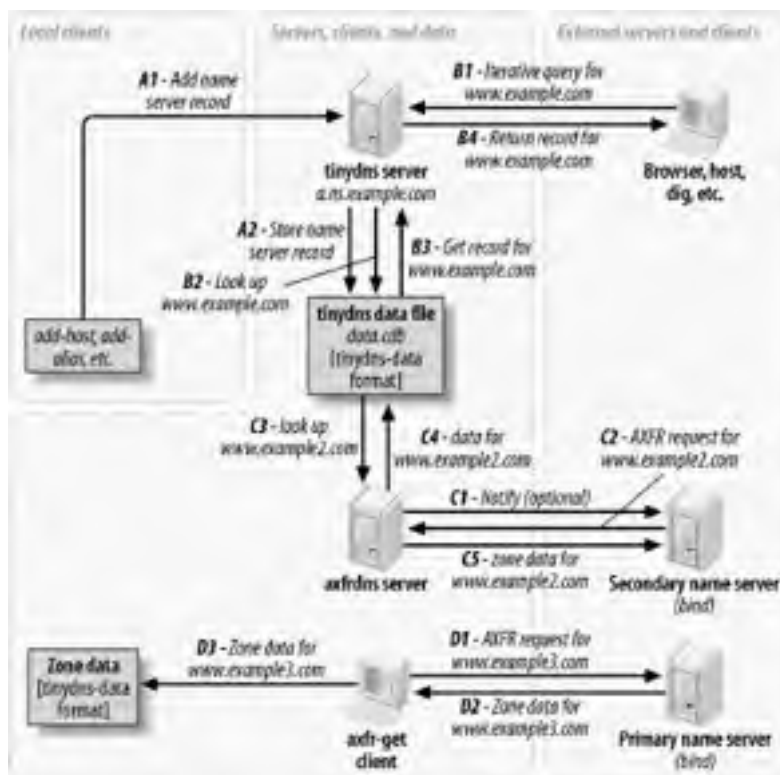 Local clients
Servers, clients, and data
External servers and clients
A1 - Add name
server record
B1 - Iterative query for
www.example.com
B4 - Return record for
www.example.com
tinydns server
a.ns.example.com
Browser, host,
dig, etc.
A2 - Store name
server record
B3 - Get record for
www.example.com
B2 - Look up
www.example.com
add-host, add-
alias, etc.
tinydns data file
data.cdb
[tinydns-data
format]
C3 - look up
www.example2.com
C4 - data for
www.example2.com
C2 - AXFR request for
www.example2.com
C1 - Notify (optional)
C5 - zone data for
www.example2.com
axfrdns server
Secondary name server
(bind)
Zone data
[tinydns-data
format]
D3 - Zone data for
www.example3.com
D1 - AXFR request for
www.example3.com
D2 - Zone data for
www.example3.com
axfr-get
client
Primary name server
(bind)